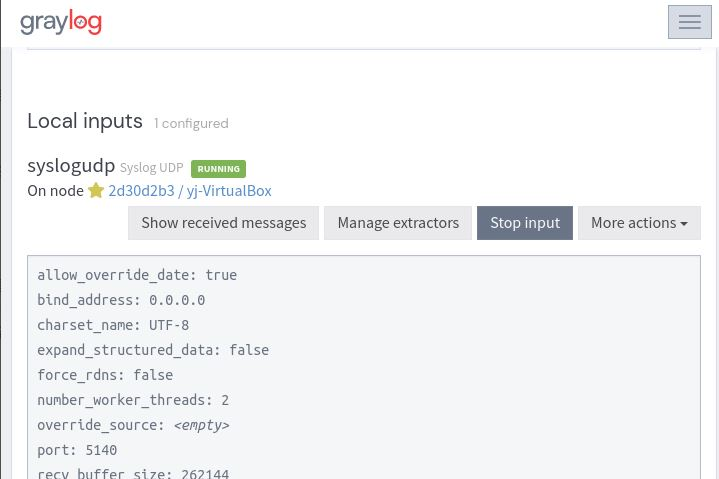 graylog
Local inputs 1 configured
syslogudp Syslog UDP RUNNING
On node 2d30d2b3 / yj-VirtualBox
Show received messages Manage extractors Stop input More actions
allow_override_date: true
bind_address: 0.0.0.0
charset_name: UTF-8
expand_structured_data: false
force_rdns: false
number_worker_threads: 2
override_source: <empty>
port: 5140
recv_buffer_size: 262144